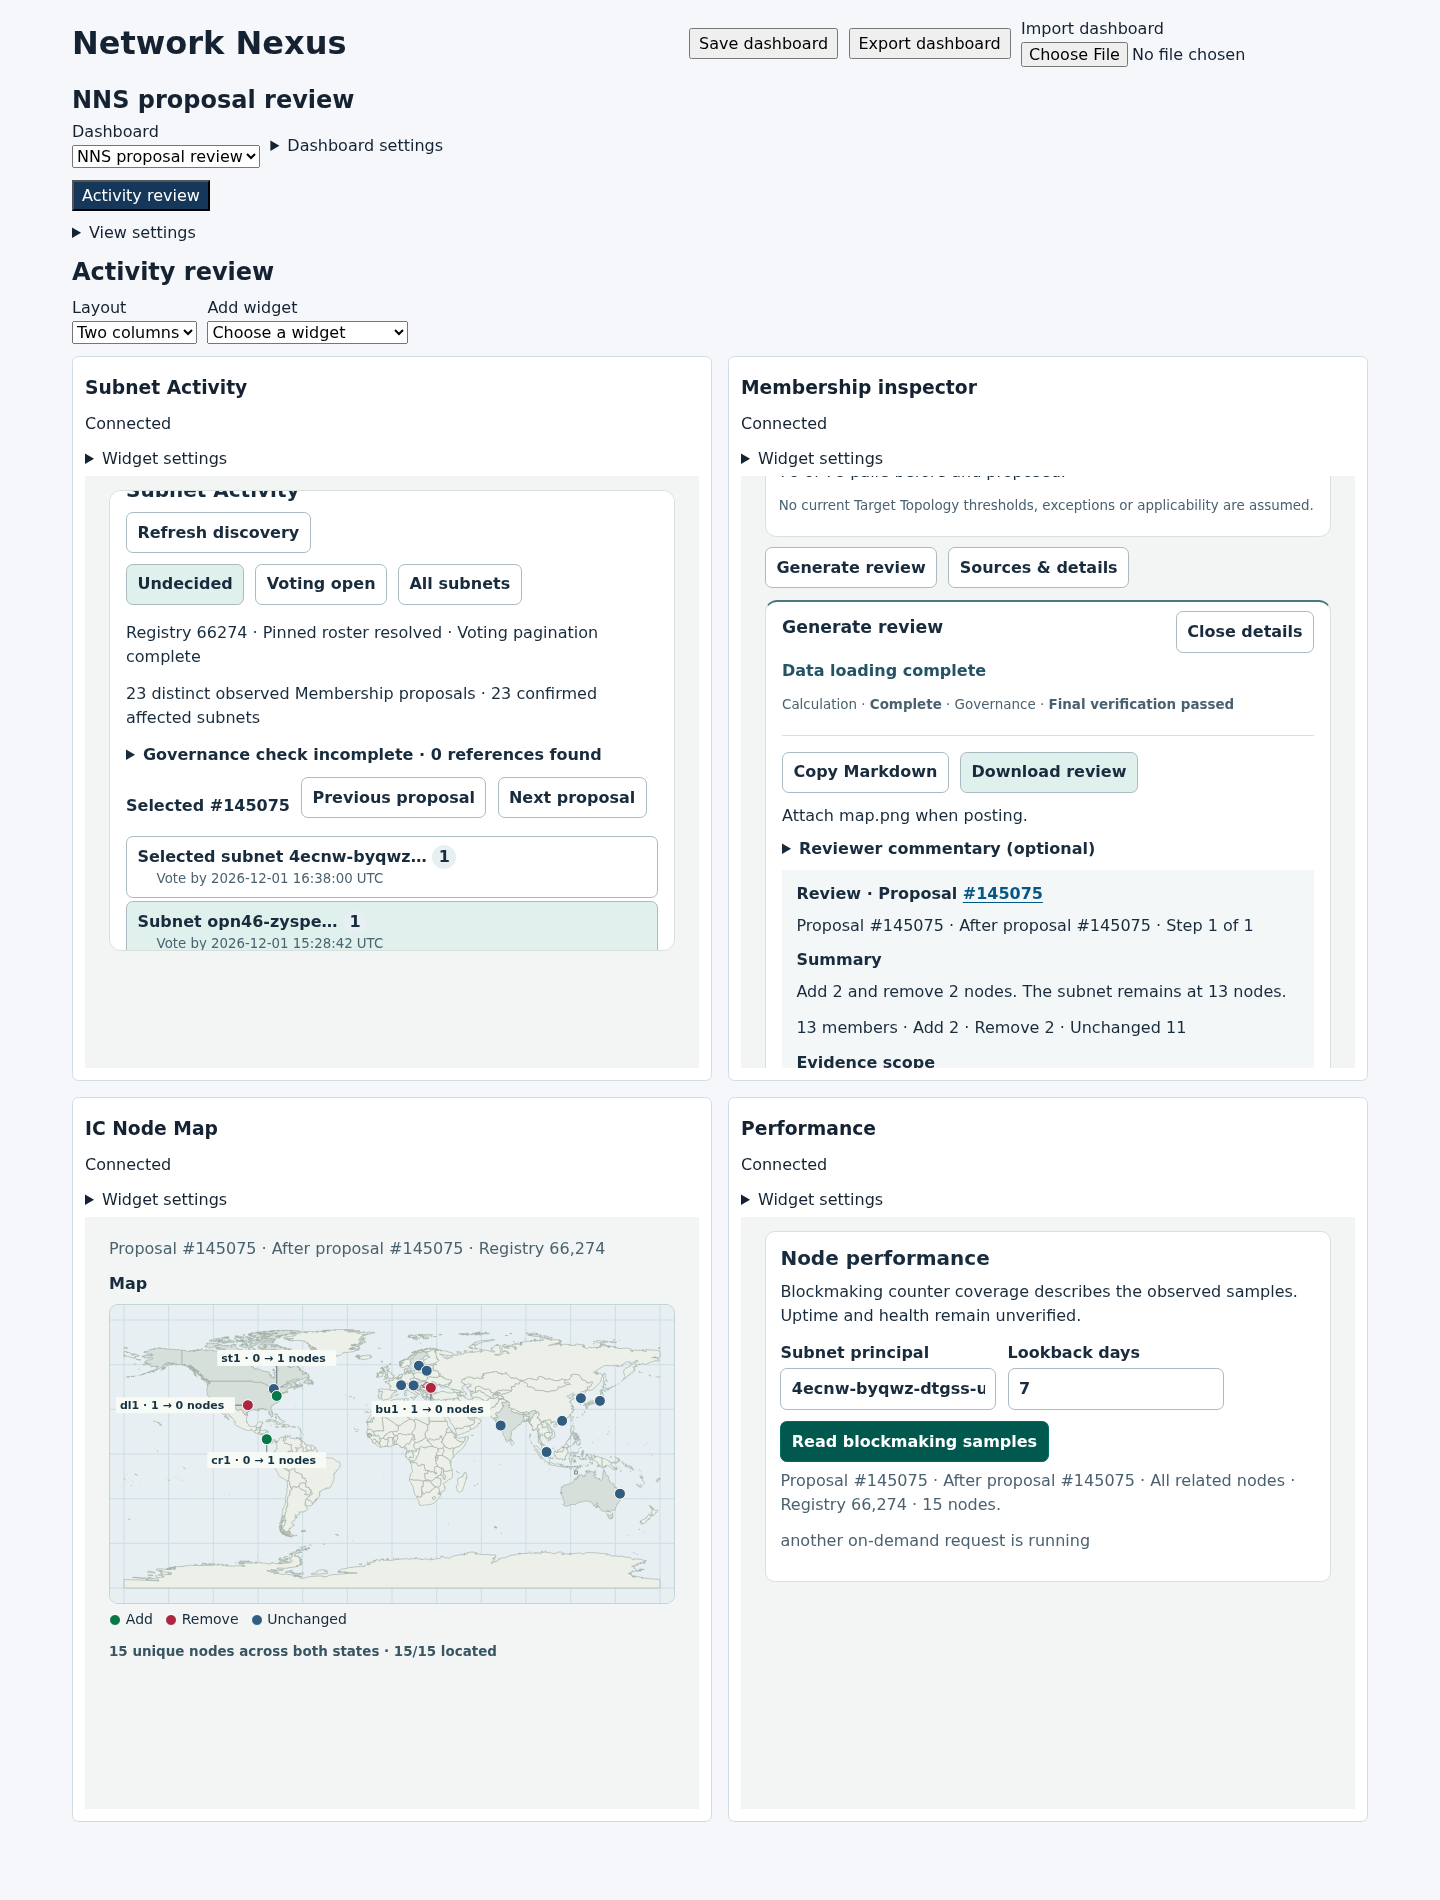 Network Nexus
Save dashboard
Export dashboard
Import dashboard
Choose File No file chosen
NNS proposal review
Dashboard
NNS proposal review
Dashboard settings
Activity review
View settings
Activity review
Layout
Two columns
Add widget
Choose a widget
Subnet Activity
Connected
Widget settings
Subnet Activity
Refresh discovery
Undecided
Voting open
All subnets
Registry 66274 · Pinned roster resolved · Voting pagination
complete
23 distinct observed Membership proposals · 23 confirmed
affected subnets
Governance check incomplete · 0 references found
Selected #145075
Previous proposal
Next proposal
Selected subnet 4ecnw-byqwz… 1
Vote by 2026-12-01 16:38:00 UTC
Subnet opn46-zyspe… 1
Vote by 2026-12-01 15:28:42 UTC
Membership inspector
Connected
Widget settings
pairs before and proposed.
No current Target Topology thresholds, exceptions or applicability are assumed.
Generate review
Sources & details
Generate review
Close details
Data loading complete
Calculation · Complete · Governance · Final verification passed
Copy Markdown
Download review
Attach map.png when posting.
Reviewer commentary (optional)
Review · Proposal #145075
Proposal #145075 · After proposal #145075 · Step 1 of 1
Summary
Add 2 and remove 2 nodes. The subnet remains at 13 nodes.
13 members · Add 2 · Remove 2 · Unchanged 11
Evidence scope
IC Node Map
Connected
Widget settings
Proposal #145075 · After proposal #145075 · Registry 66,274
Map
st1 · 0 → 1 nodes
dl1 · 1 → 0 nodes
bu1 · 1 → 0 nodes
cr1 · 0 → 1 nodes
Add
Remove
Unchanged
15 unique nodes across both states · 15/15 located
Performance
Connected
Widget settings
Node performance
Blockmaking counter coverage describes the observed samples.
Uptime and health remain unverified.
Subnet principal
4ecnw-byqwz-dtgss-u
Lookback days
7
Read blockmaking samples
Proposal #145075 · After proposal #145075 · All related nodes ·
Registry 66,274 · 15 nodes.
another on-demand request is running